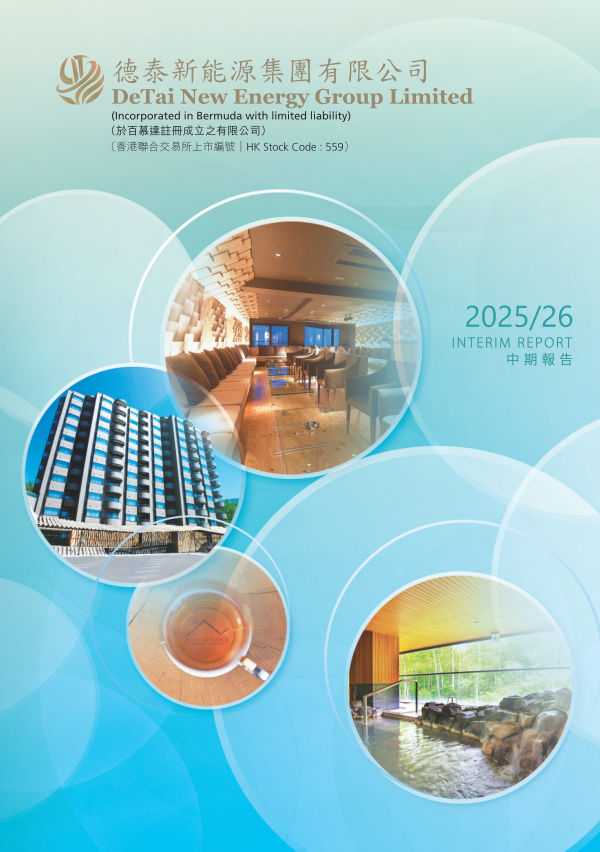 德泰新能源集團有限公司
DeTai New Energy Group Limited
(Incorporated in Bermuda with limited liability)
(於百慕達註冊成立之有限公司)
(香港聯合交易所上市編號|HK Stock Code : 559)
2025/26
INTERIM REPORT
中期報告